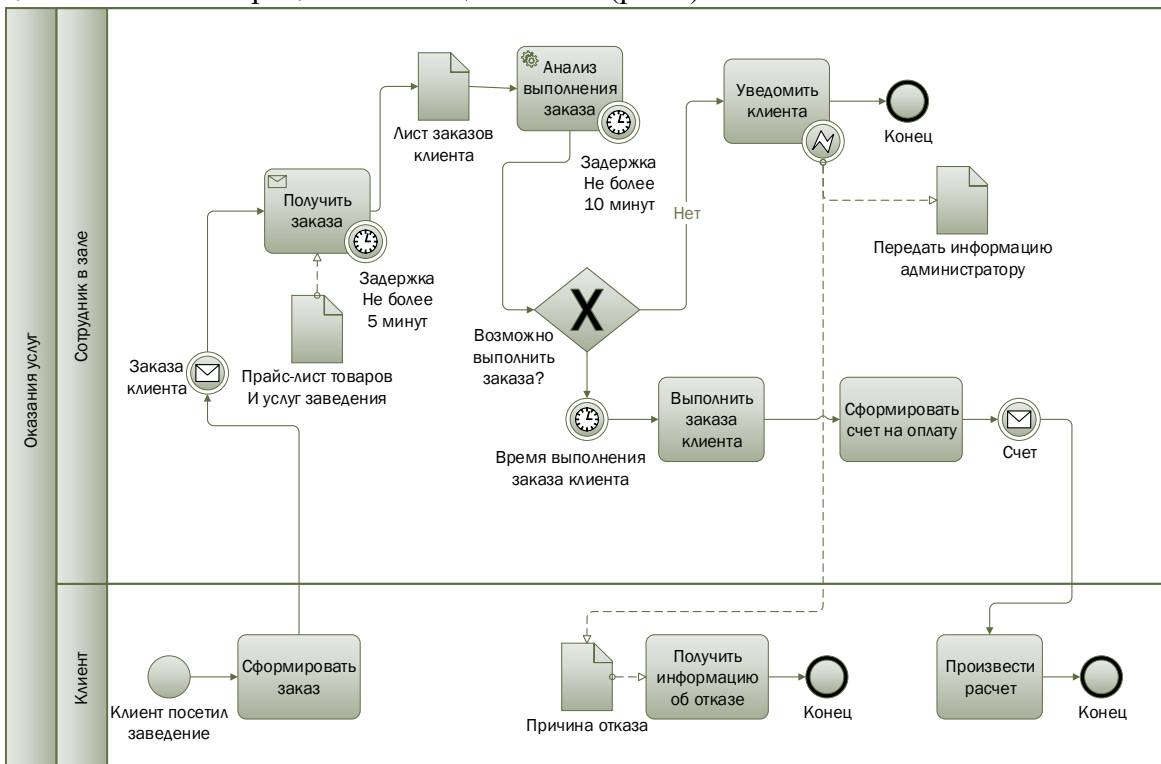 Оказания услуг
Сотрудник в зале
Анализ
выполнения
заказа
Уведомить
клиента
Конец
Лист заказов
клиента
Задержка
Не более
10 минут
Получить
заказа
Нет
Передать информацию
администратору
Задержка
Не более
5 минут
Возможно
выполнить
заказа?
Заказа
клиента
Прайс-лист товаров
И услуг заведения
Выполнить
заказа
клиента
Сформировать
счет на оплату
Время выполнения
заказа клиента
Счет
Клиент
Сформировать
заказ
Клиент посетил
заведение
Получить
информацию
об отказе
Причина отказа
Конец
Произвести
расчет
Конец